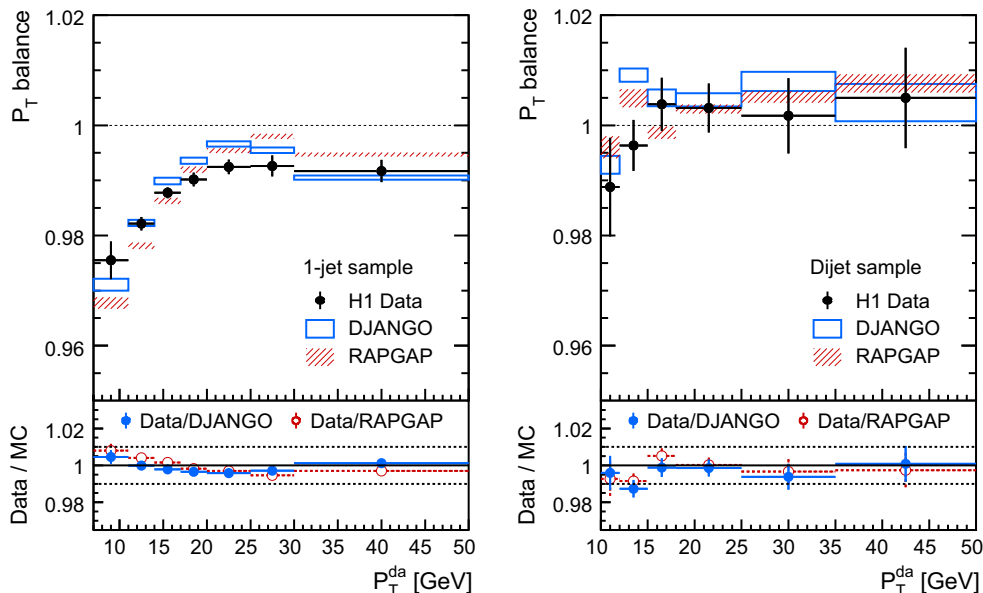 P_T balance
1.02
1
0.98
0.96
1-jet sample
H1 Data
DJANGO
RAPGAP
Data / MC
1.02
1.00
0.98
Data/DJANGO
Data/RAPGAP
10 15 20 25 30 35 40 45 50
P_T^da [GeV]
P_T balance
1.02
1
0.98
0.96
Dijet sample
H1 Data
DJANGO
RAPGAP
Data / MC
1.02
1.00
0.98
Data/DJANGO
Data/RAPGAP
10 15 20 25 30 35 40 45 50
P_T^da [GeV]